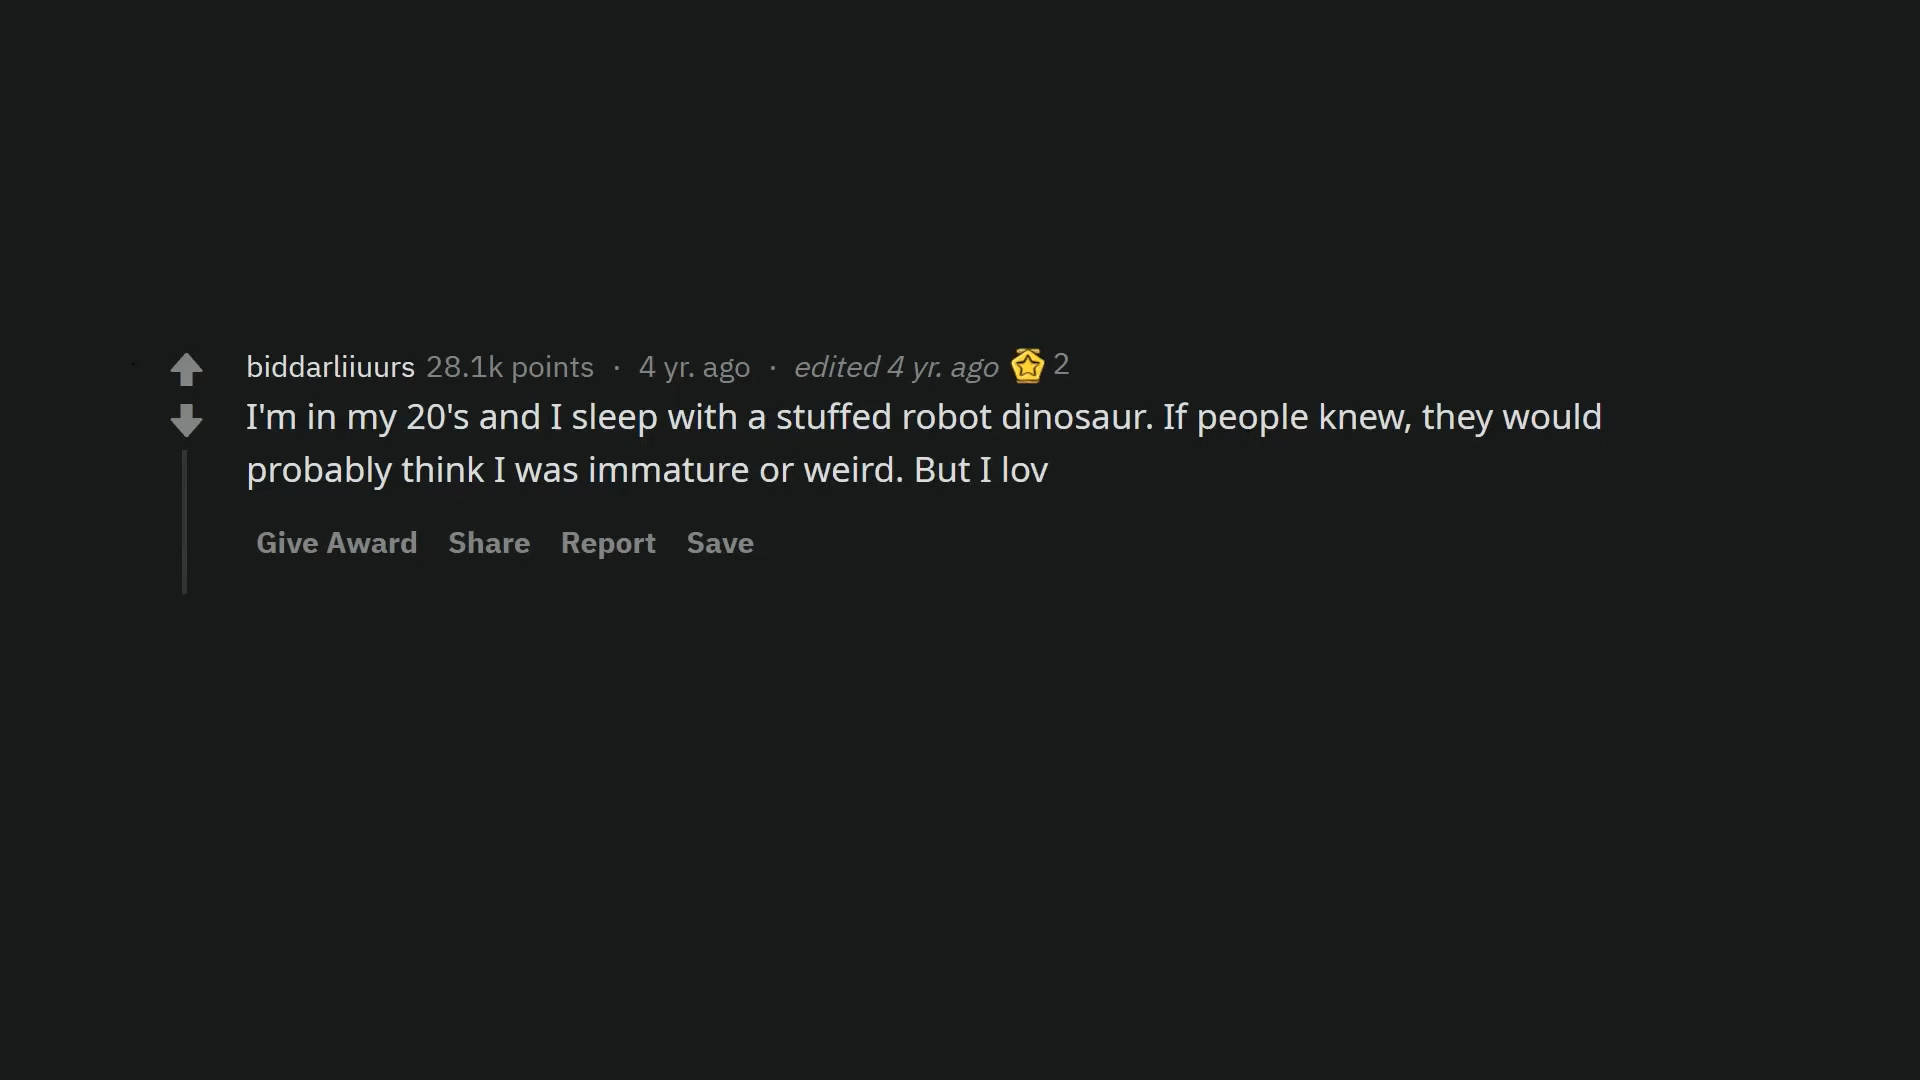 biddarliiuurs 28.1k points · 4 yr. ago · edited 4 yr. ago 2
I'm in my 20's and I sleep with a stuffed robot dinosaur. If people knew, they would
probably think I was immature or weird. But I lov
Give Award Share Report Save